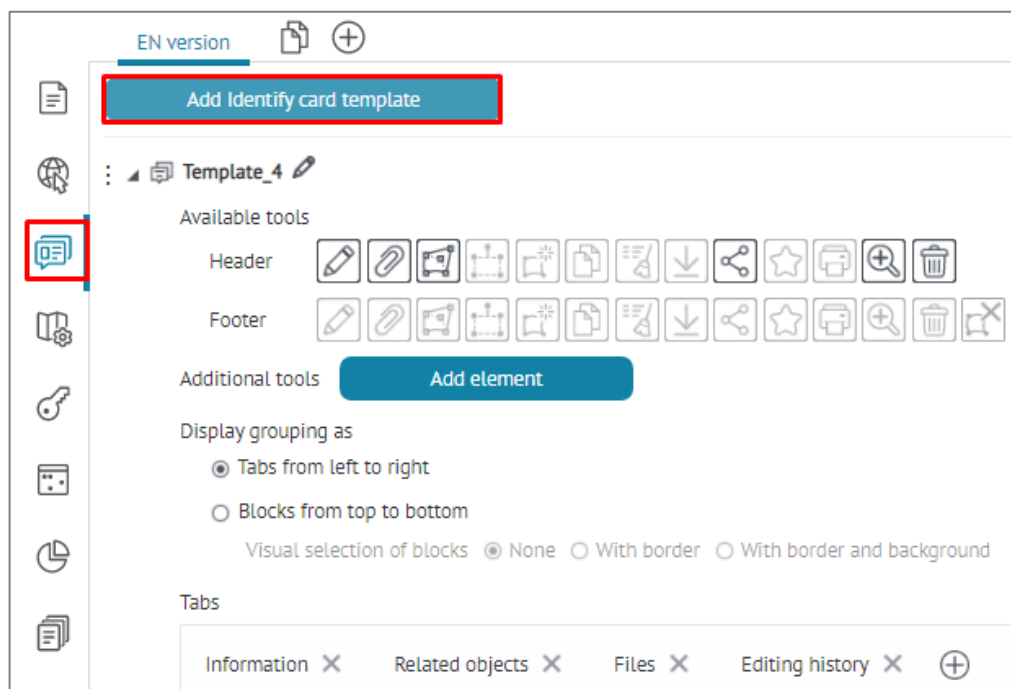 EN version
Add Identify card template
Template_4
Available tools
Header
Footer
Additional tools Add element
Display grouping as
Tabs from left to right
Blocks from top to bottom
Visual selection of blocks None With border With border and background
Tabs
Information Related objects Files Editing history